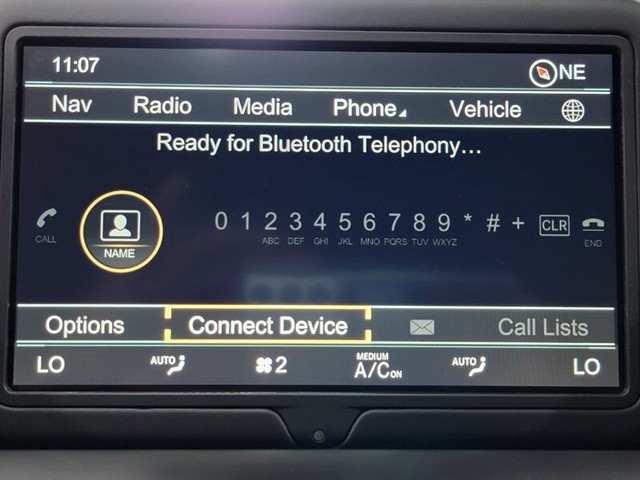 11:07 NE
Nav Radio Media Phone Vehicle
Ready for Bluetooth Telephony...
0 1 2 3 4 5 6 7 8 9 * # + CLR
ABC DEF GHI JKL MNO PQRS TUV WXYZ
CALL NAME END
Options Connect Device Call Lists
LO AUTO 2 MEDIUM A/C ON AUTO LO